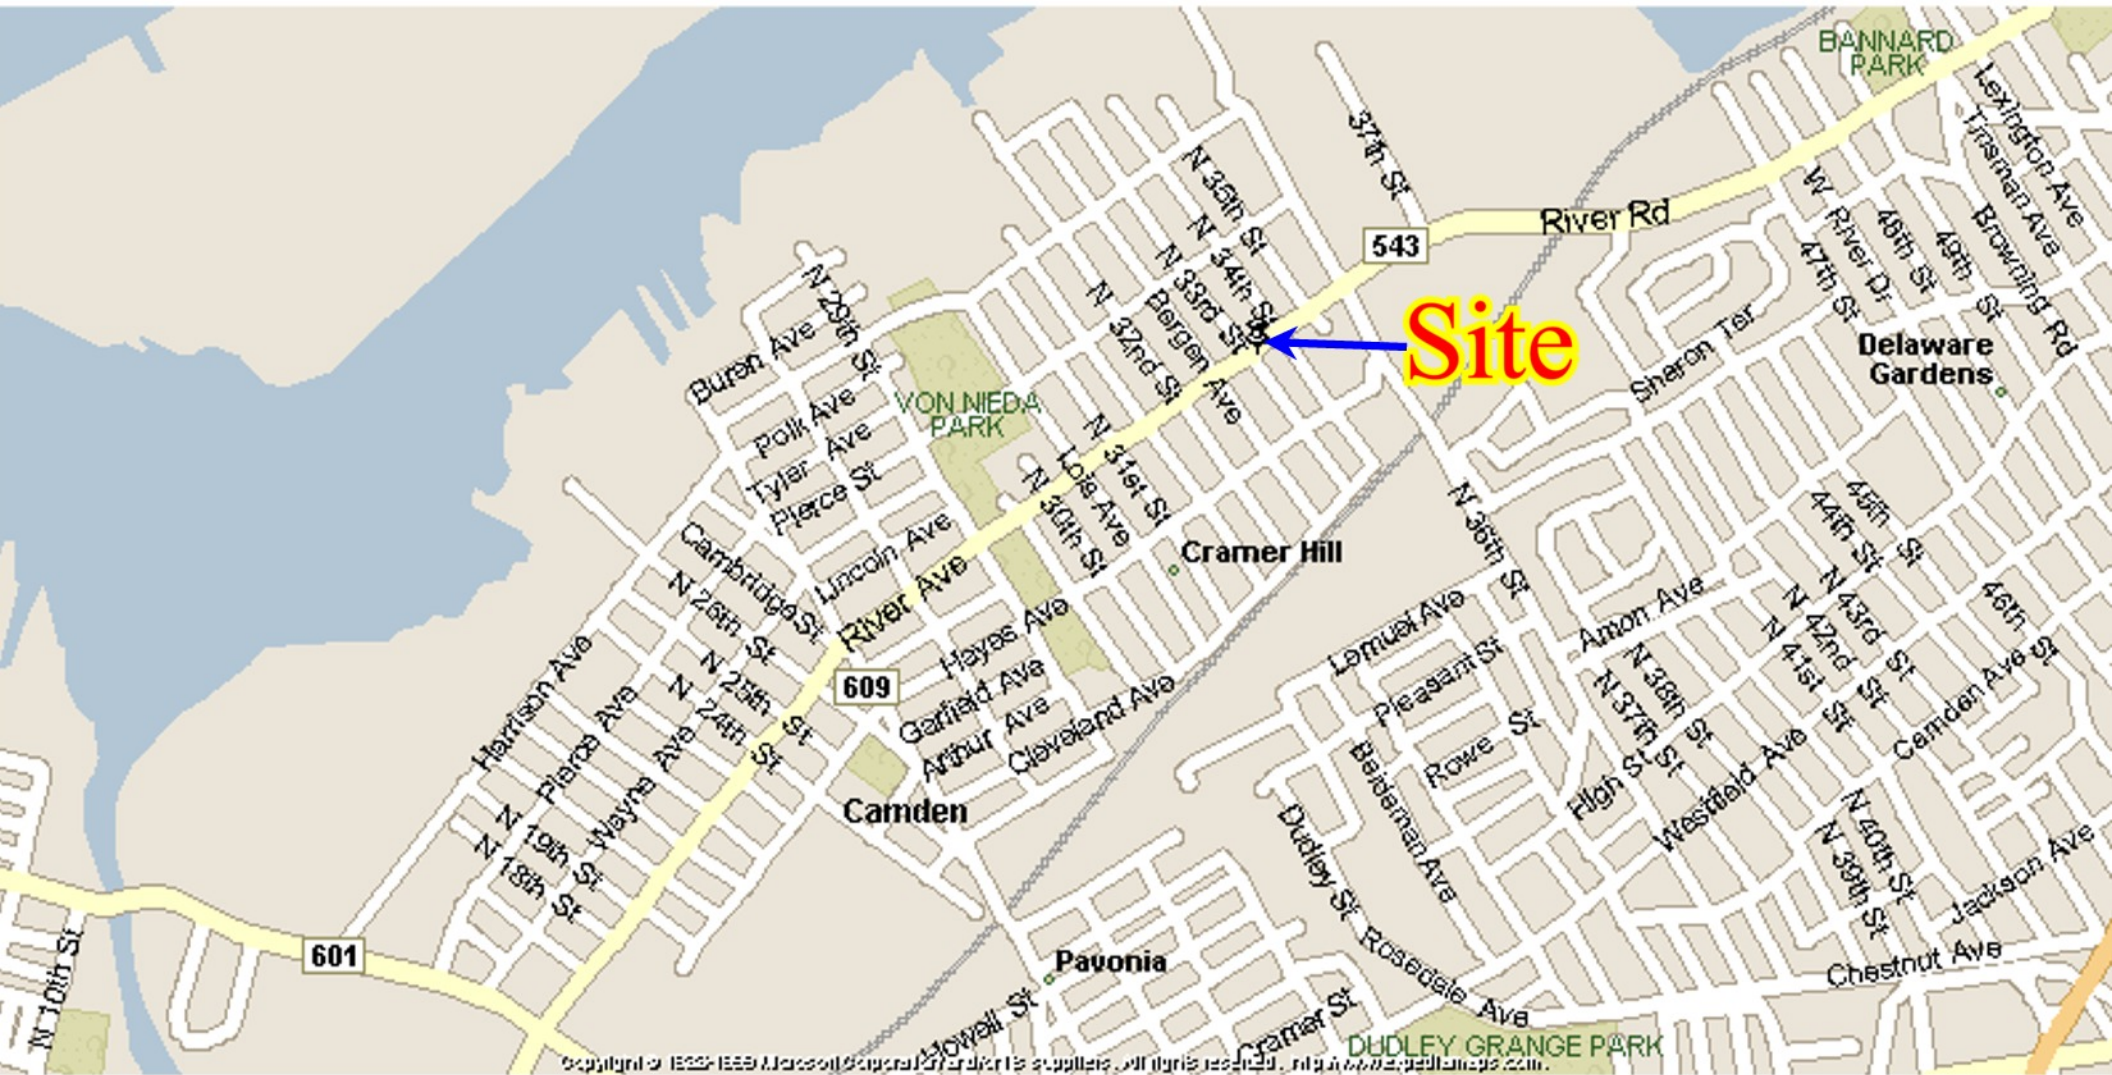 BANNARD
PARK
Lexington Ave
Tinsman Ave
37th St
N 35th St
River Rd
W River Dr
48th St
49th St
Browning Rd
543
N 34th St
N 33rd St
47th St
N 29th St
Bergen Ave
N 32nd St
Site
Buren Ave
Sharon Ter
Delaware
Gardens
Polk Ave
VON NIEDA
PARK
Tyler Ave
Pierce St
N 31st St
Lois Ave
N 30th St
N 36th St
45th St
44th St
Cambridge St
Lincoln Ave
Cramer Hill
River Ave
N 26th St
Hayes Ave
Lemuel Ave
Amon Ave
N 43rd St
N 42nd St
N 41st St
46th St
Harrison Ave
N 25th St
609
Garfield Ave
Pleasant St
N 38th St
N 37th St
Camden Ave
N 24th St
Pierce Ave
Arthur Ave
Cleveland Ave
Rowe St
Wayne Ave
Beideman Ave
High St
Westfield Ave
Camden
N 19th St
N 18th St
Dudley St
N 40th St
N 39th St
Jackson Ave
601
N 10th St
Pavonia
Rosedale Ave
Chestnut Ave
Howell St
Cramer St
DUDLEY GRANGE PARK